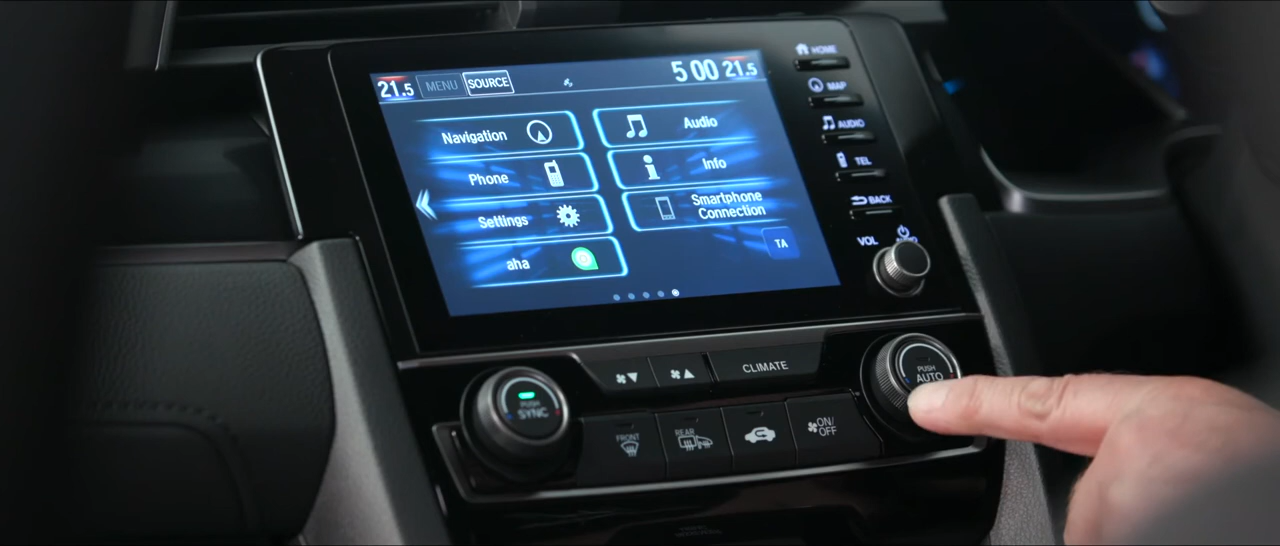 21.5 MENU SOURCE 5 00 21.5
Navigation
Audio
Phone
Info
Settings
Smartphone
Connection
aha
TA
HOME
MAP
AUDIO
TEL
BACK
VOL
CLIMATE
PUSH
AUTO
PUSH
SYNC
FRONT
REAR
ON/
OFF